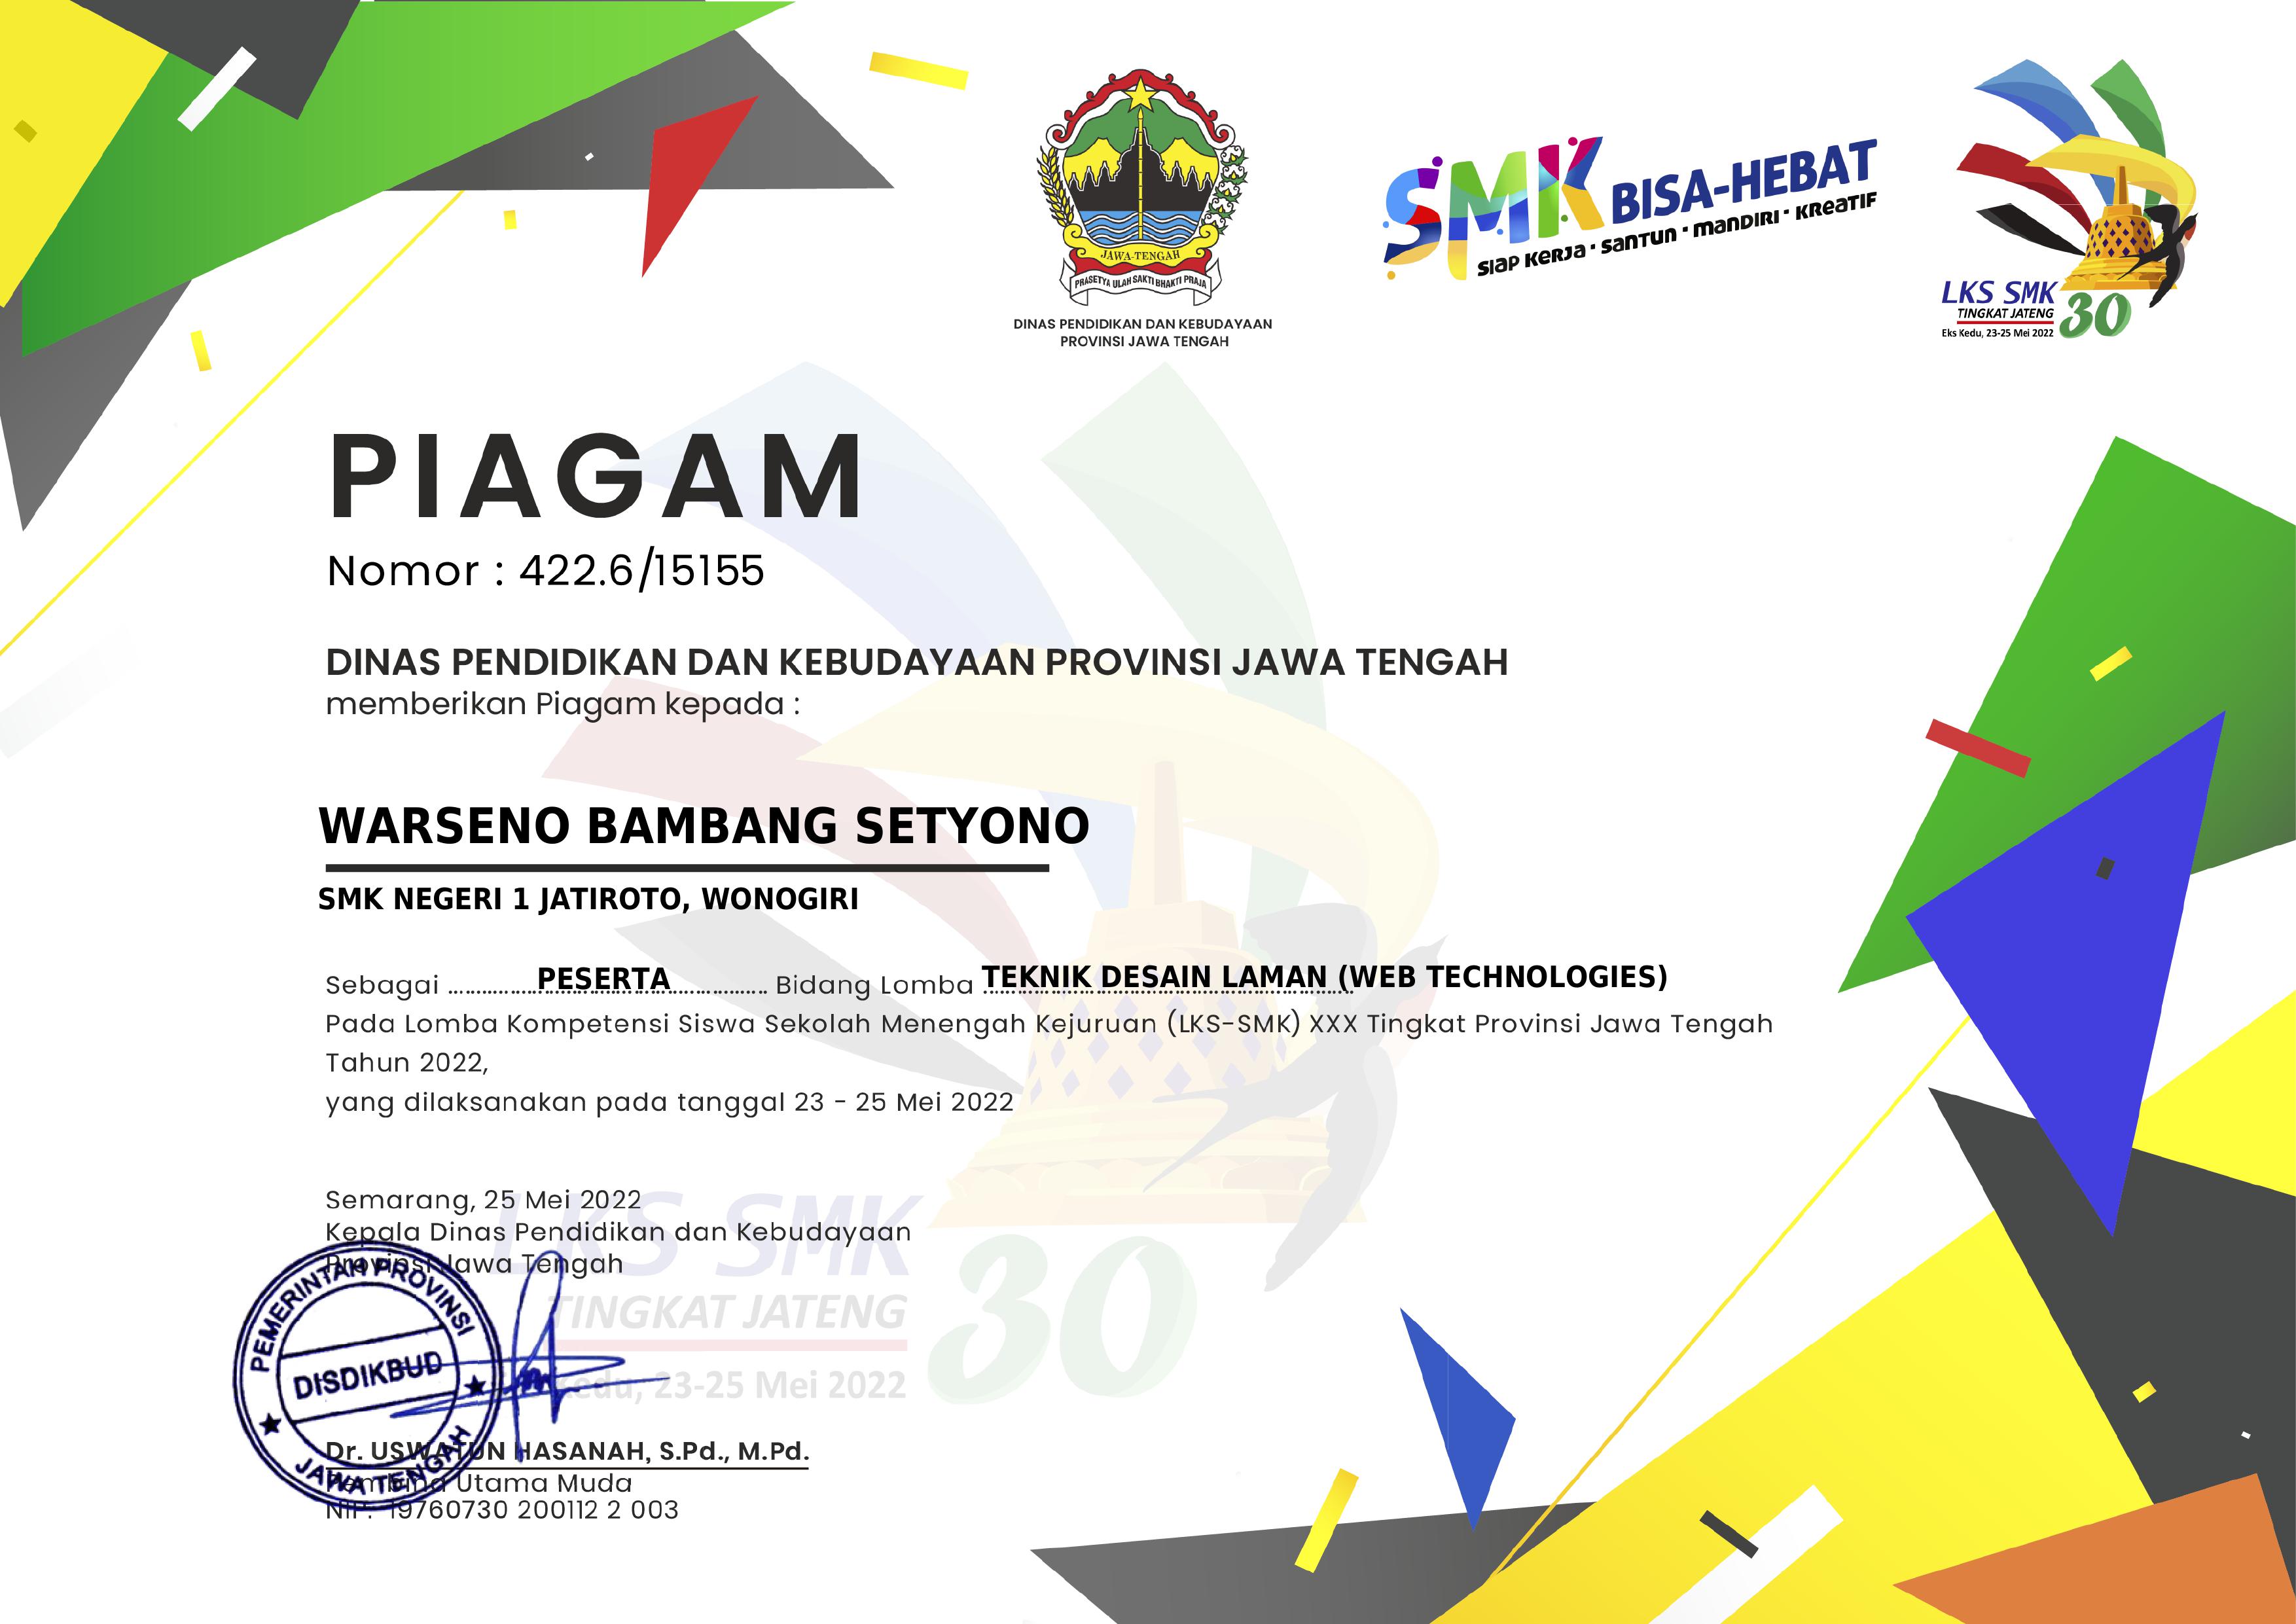 JAWA-TENGAH
PRASETYA ULAH SAKTI BHAKTI PRAJA
DINAS PENDIDIKAN DAN KEBUDAYAAN
PROVINSI JAWA TENGAH
SMK BISA-HEBAT
SIAP KERJA · SANTUN · MANDIRI · KREATIF
LKS SMK
TINGKAT JATENG
30
Eks Kedu, 23-25 Mei 2022
PIAGAM
Nomor : 422.6/15155
DINAS PENDIDIKAN DAN KEBUDAYAAN PROVINSI JAWA TENGAH
memberikan Piagam kepada :
WARSENO BAMBANG SETYONO
SMK NEGERI 1 JATIROTO, WONOGIRI
Sebagai PESERTA Bidang Lomba TEKNIK DESAIN LAMAN (WEB TECHNOLOGIES)
Pada Lomba Kompetensi Siswa Sekolah Menengah Kejuruan (LKS-SMK) XXX Tingkat Provinsi Jawa Tengah
Tahun 2022,
yang dilaksanakan pada tanggal 23 - 25 Mei 2022
Semarang, 25 Mei 2022
Kepala Dinas Pendidikan dan Kebudayaan
Provinsi Jawa Tengah
PEMERINTAH PROVINSI
DISDIKBUD
JAWA TENGAH
LKS SMK
TINGKAT JATENG
30
Kedu, 23-25 Mei 2022
Dr. USWATUN HASANAH, S.Pd., M.Pd.
Pembina Utama Muda
NIP. 19760730 200112 2 003